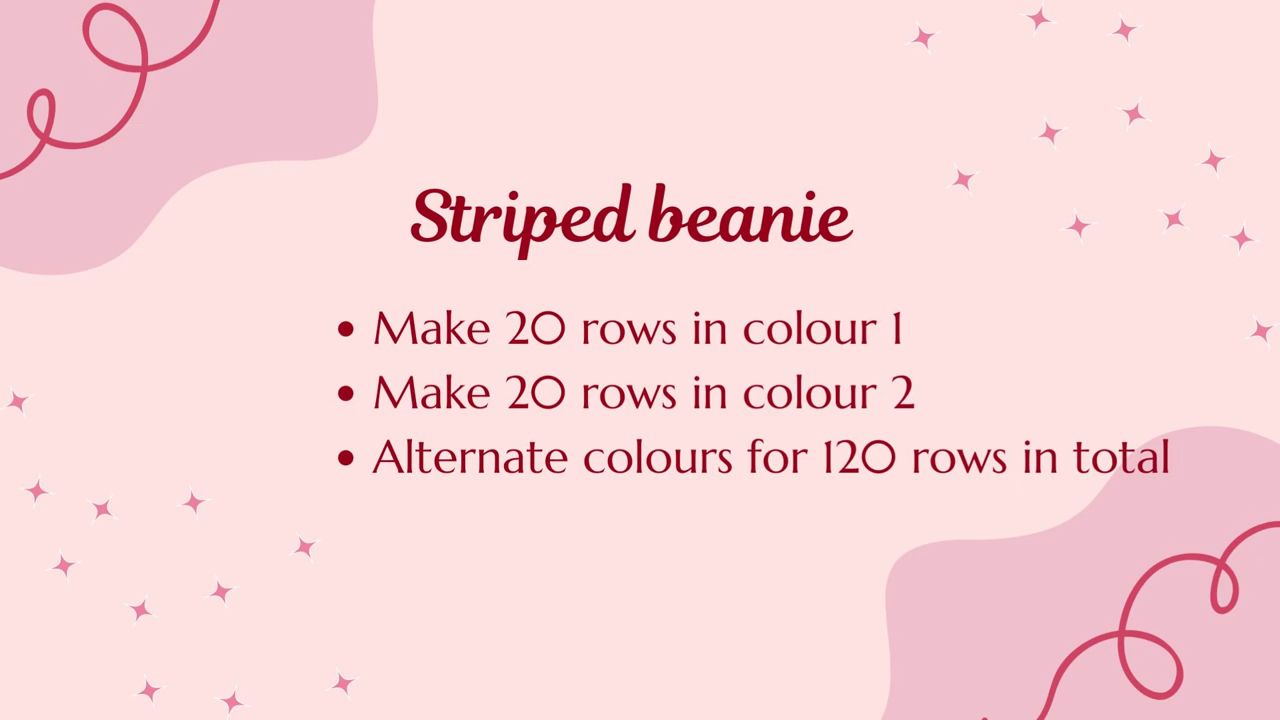 Striped beanie
• Make 20 rows in colour 1
• Make 20 rows in colour 2
• Alternate colours for 120 rows in total